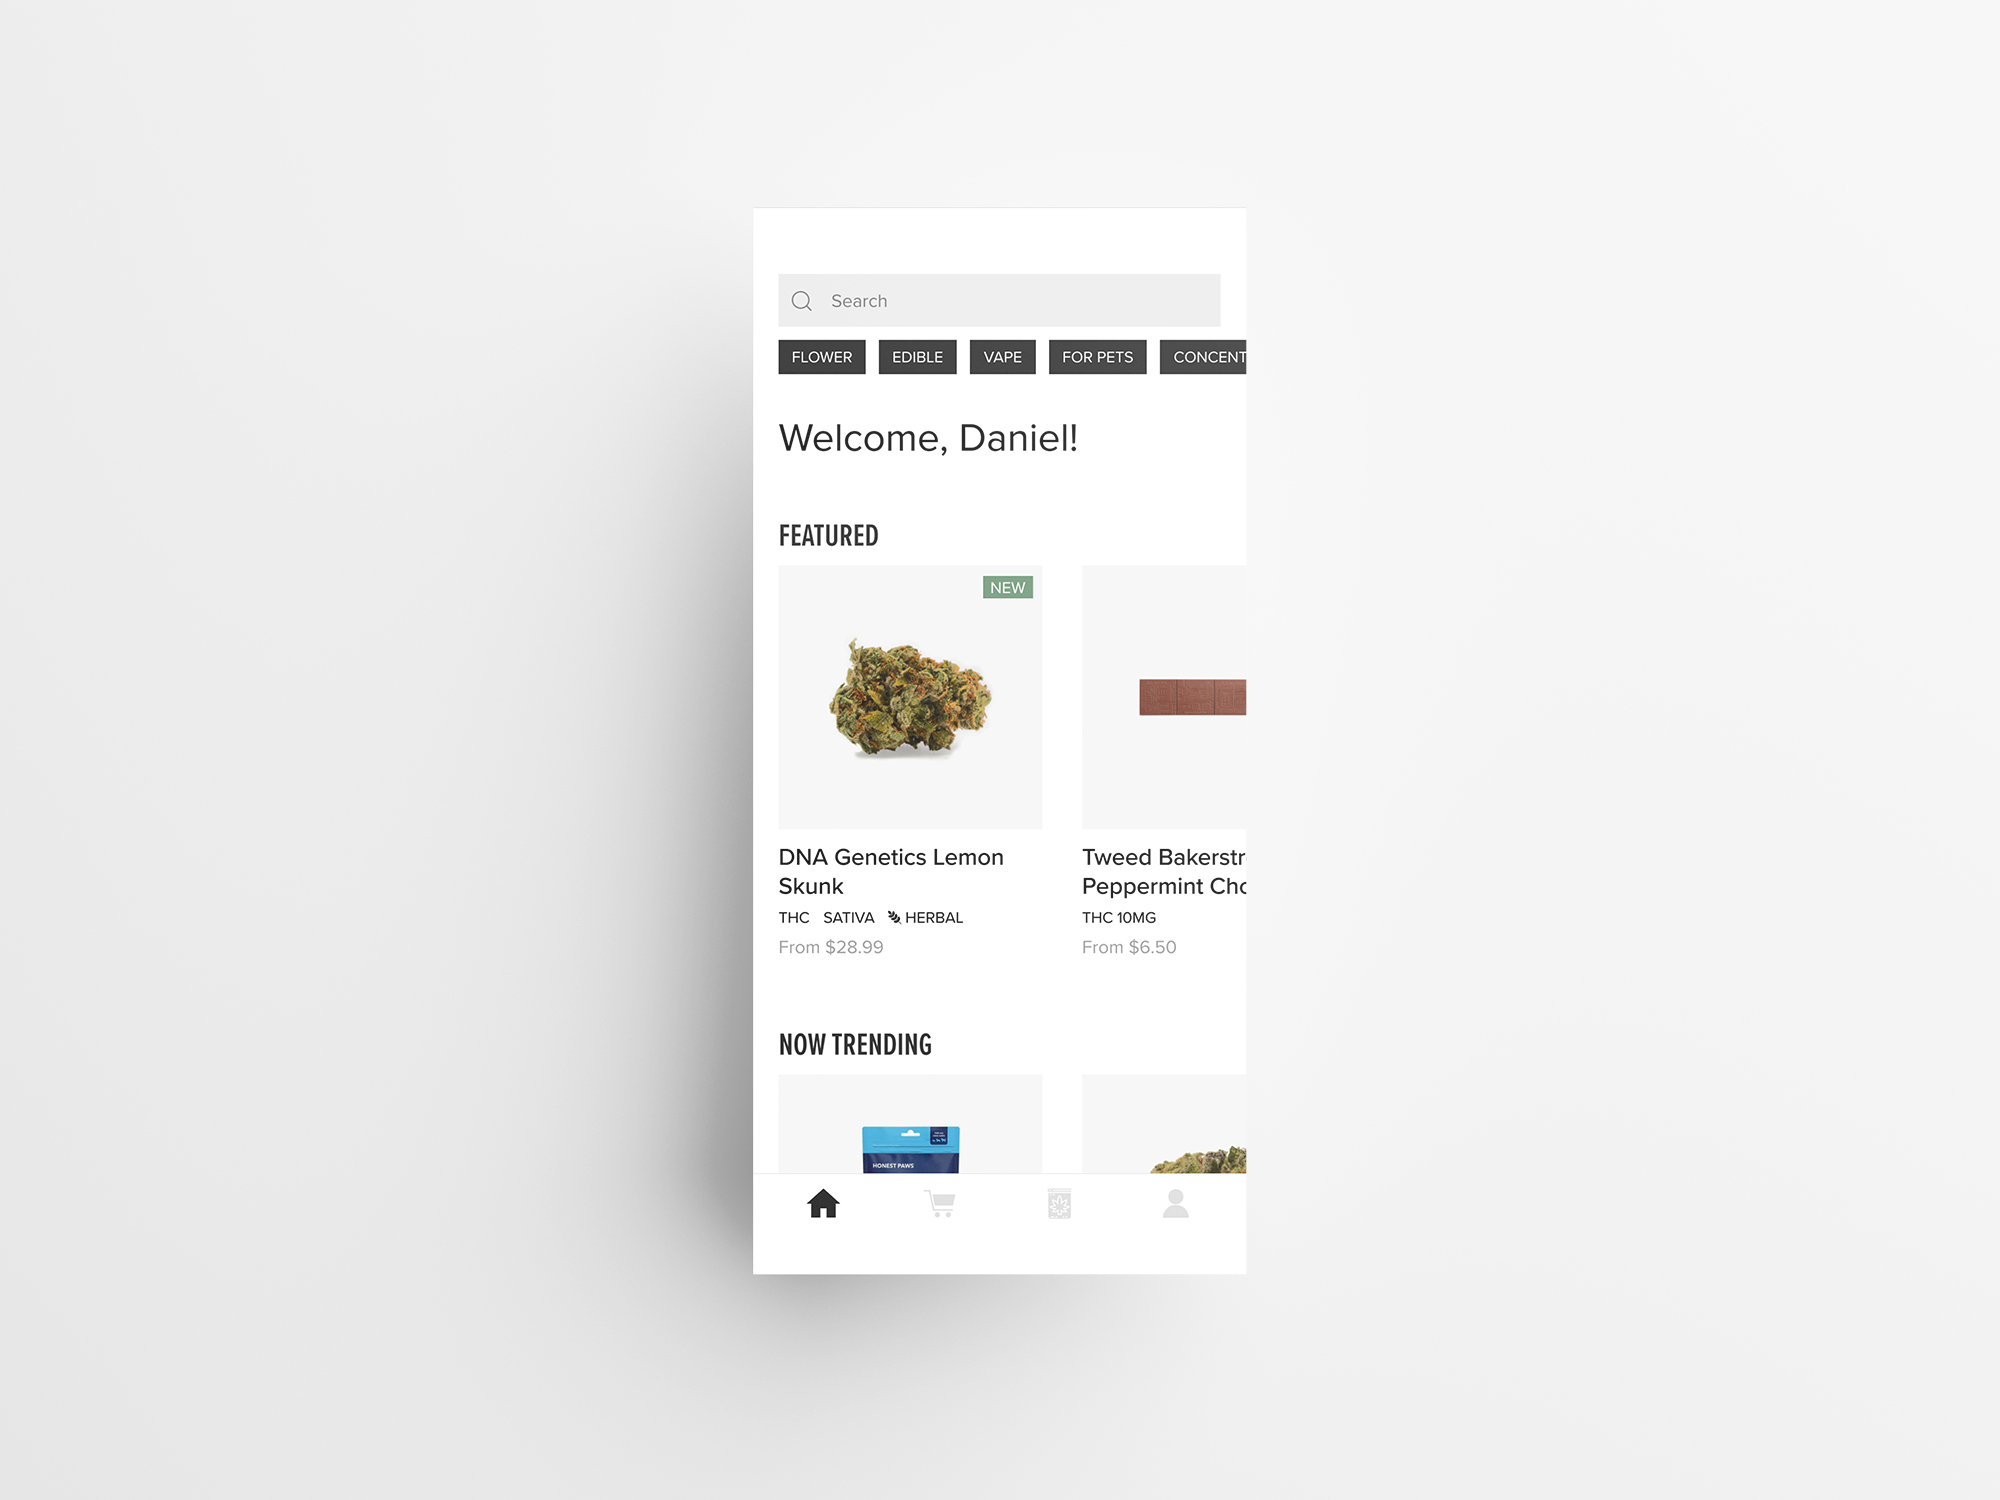 Search
FLOWER
EDIBLE
VAPE
FOR PETS
CONCENT
Welcome, Daniel!
FEATURED
NEW
DNA Genetics Lemon
Skunk
THC SATIVA HERBAL
From $28.99
Tweed Bakerstr
Peppermint Cho
THC 10MG
From $6.50
NOW TRENDING
HONEST PAWS